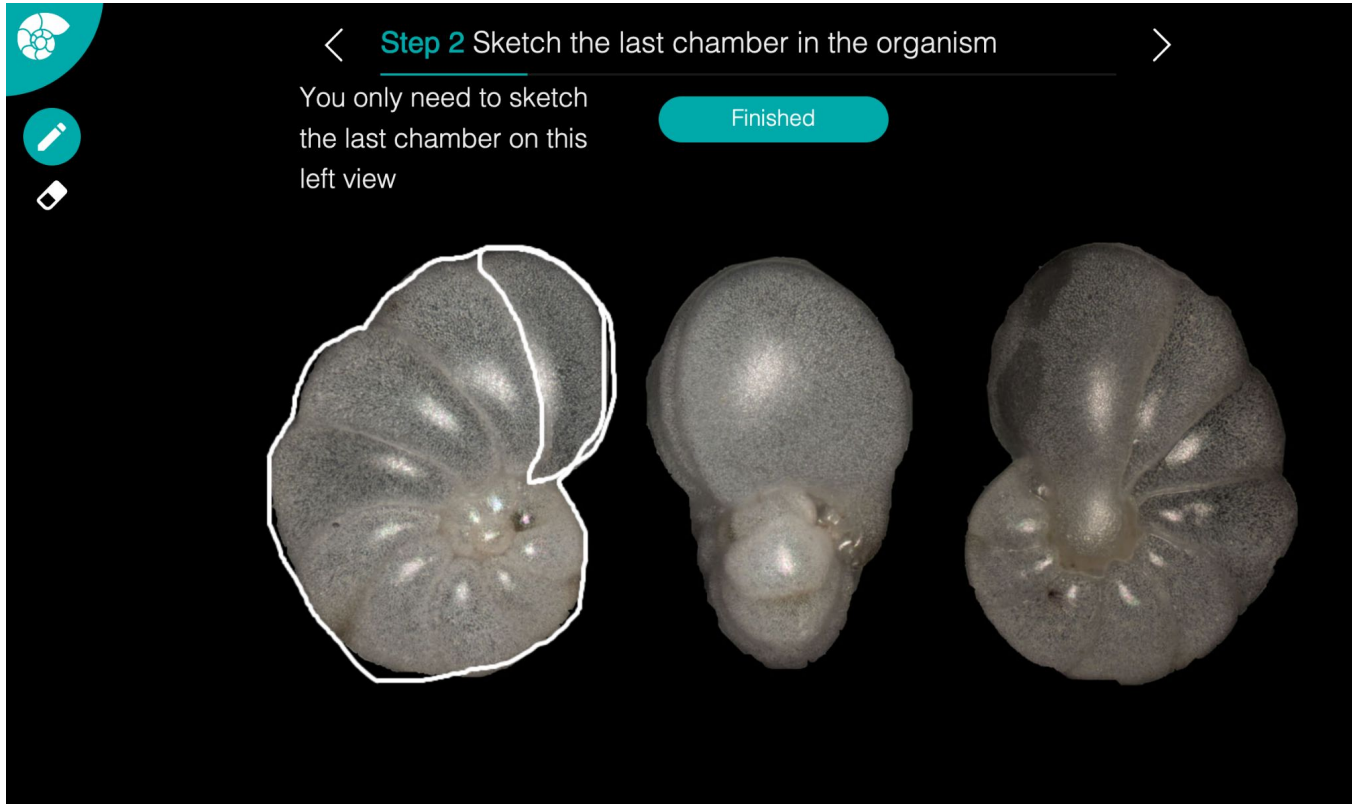 Step 2 Sketch the last chamber in the organism
You only need to sketch
the last chamber on this
left view
Finished